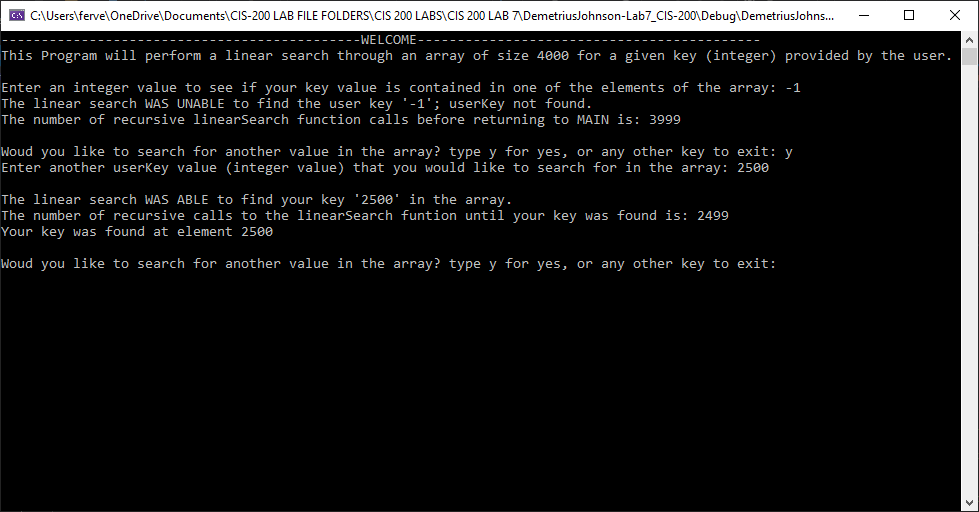 C:\Users\ferve\OneDrive\Documents\CIS-200 LAB FILE FOLDERS\CIS 200 LABS\CIS 200 LAB 7\DemetriusJohnson-Lab7_CIS-200\Debug\DemetriusJohns...
---------------------------------------------WELCOME-------------------------------------------
This Program will perform a linear search through an array of size 4000 for a given key (integer) provided by the user.
Enter an integer value to see if your key value is contained in one of the elements of the array: -1
The linear search WAS UNABLE to find the user key '-1'; userKey not found.
The number of recursive linearSearch function calls before returning to MAIN is: 3999
Woud you like to search for another value in the array? type y for yes, or any other key to exit: y
Enter another userKey value (integer value) that you would like to search for in the array: 2500
The linear search WAS ABLE to find your key '2500' in the array.
The number of recursive calls to the linearSearch funtion until your key was found is: 2499
Your key was found at element 2500
Woud you like to search for another value in the array? type y for yes, or any other key to exit: